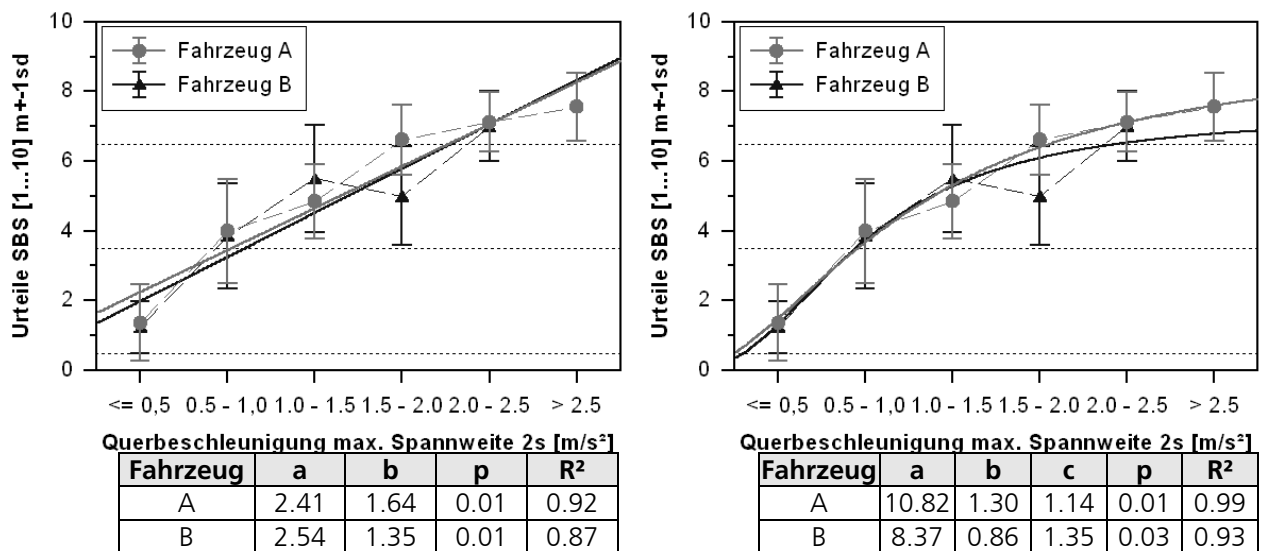 10
8
6
4
2
0
Urteile SBS [1...10] m+-1sd
Fahrzeug A
Fahrzeug B
<= 0,5 0.5 - 1,0 1.0 - 1.5 1.5 - 2.0 2.0 - 2.5 > 2.5
Querbeschleunigung max. Spannweite 2s [m/s²]
Fahrzeug a b p R²
A 2.41 1.64 0.01 0.92
B 2.54 1.35 0.01 0.87
10
8
6
4
2
0
Urteile SBS [1...10] m+-1sd
Fahrzeug A
Fahrzeug B
<= 0,5 0.5 - 1,0 1.0 - 1.5 1.5 - 2.0 2.0 - 2.5 > 2.5
Querbeschleunigung max. Spannweite 2s [m/s²]
Fahrzeug a b c p R²
A 10.82 1.30 1.14 0.01 0.99
B 8.37 0.86 1.35 0.03 0.93